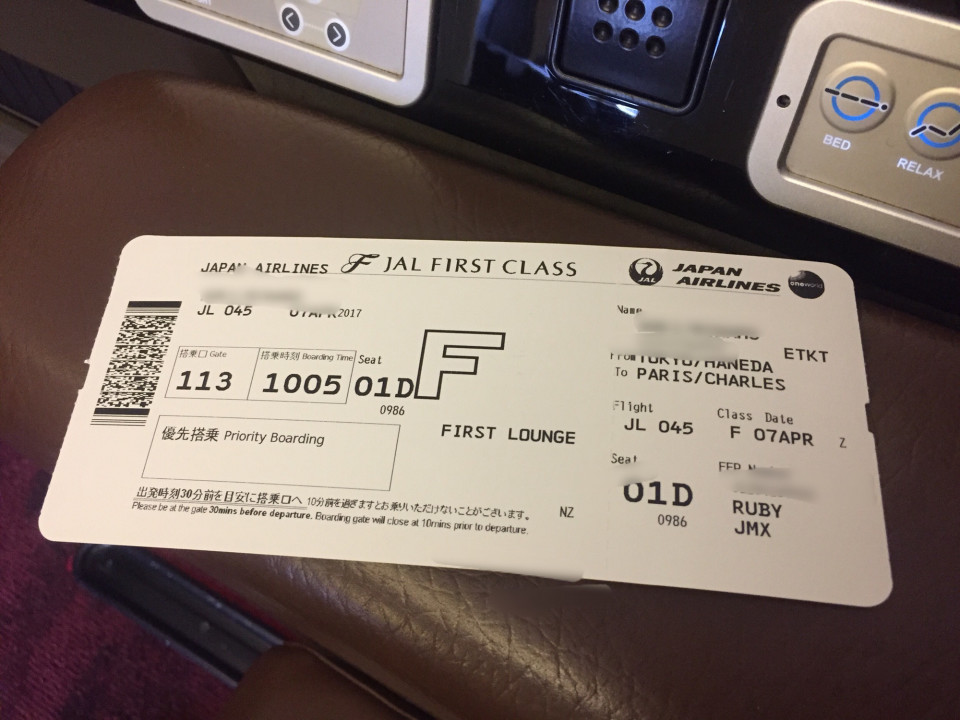 BED
RELAX
JAPAN AIRLINES F JAL FIRST CLASS
JAL JAPAN AIRLINES oneworld
JL 045 07APR2017
搭乗口 Gate
113
搭乗時刻 Boarding Time
1005
Seat
01D
F
0986
優先搭乗 Priority Boarding
FIRST LOUNGE
出発時刻30分前を目安に搭乗口へ 10分前を過ぎますとお乗りいただけないことがございます。
Please be at the gate 30mins before departure. Boarding gate will close at 10mins prior to departure.
NZ
Name
ETKT
From TOKYO/HANEDA
To PARIS/CHARLES
Flight Class Date
JL 045 F 07APR Z
Seat FFP
01D
0986
RUBY
JMX